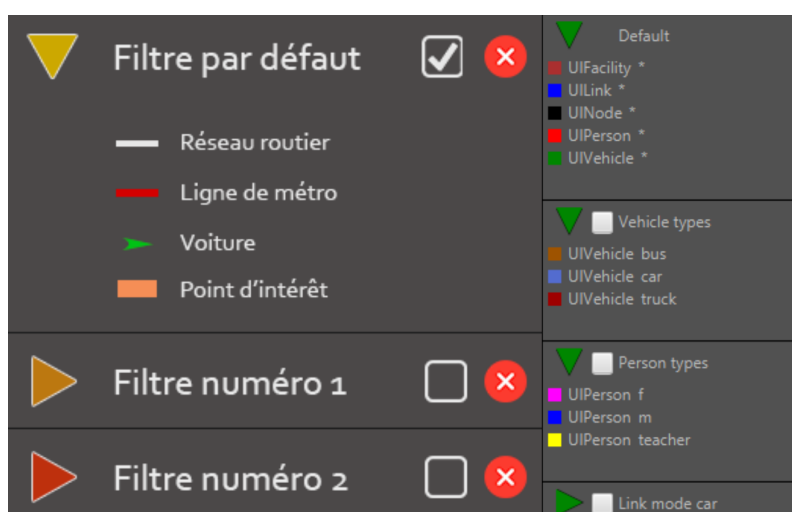 Filtre par défaut
Réseau routier
Ligne de métro
Voiture
Point d'intérêt
Filtre numéro 1
Filtre numéro 2
Default
UIFacility *
UILink *
UINode *
UIPerson *
UIVehicle *
Vehicle types
UIVehicle bus
UIVehicle car
UIVehicle truck
Person types
UIPerson f
UIPerson m
UIPerson teacher
Link mode car